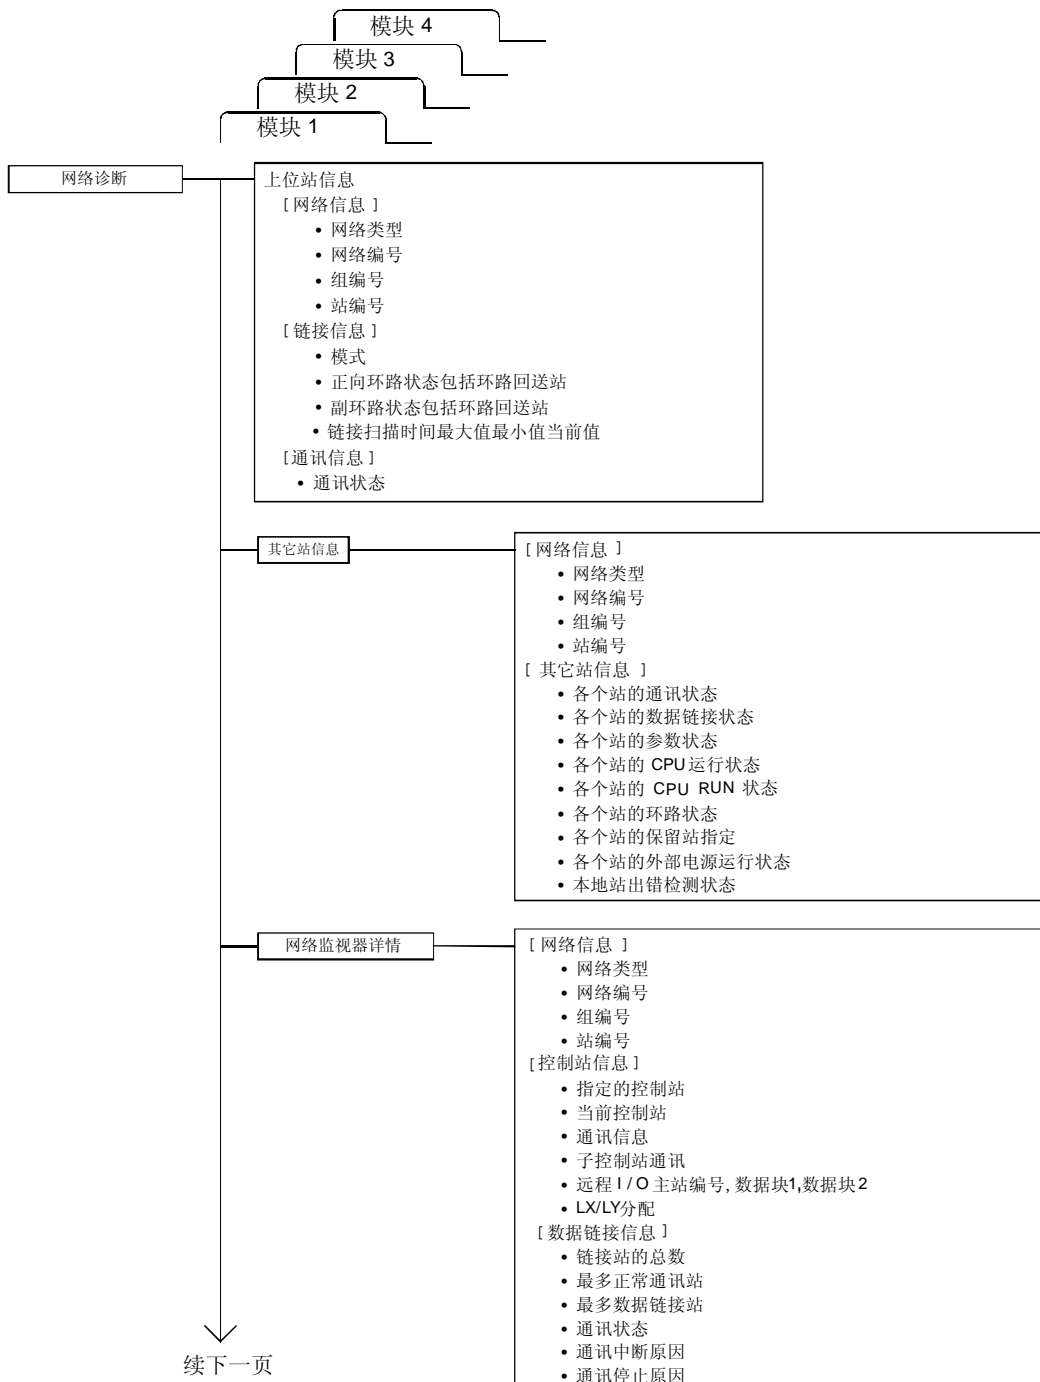 模块 4
模块 3
模块 2
模块 1
网络诊断
上位站信息
[网络信息]
• 网络类型
• 网络编号
• 组编号
• 站编号
[链接信息]
• 模式
• 正向环路状态包括环路回送站
• 副环路状态包括环路回送站
• 链接扫描时间最大值最小值当前值
[通讯信息]
• 通讯状态
其它站信息
[网络信息]
• 网络类型
• 网络编号
• 组编号
• 站编号
[其它站信息]
• 各个站的通讯状态
• 各个站的数据链接状态
• 各个站的参数状态
• 各个站的 CPU 运行状态
• 各个站的 CPU RUN 状态
• 各个站的环路状态
• 各个站的保留站指定
• 各个站的外部电源运行状态
• 本地站出错检测状态
网络监视器详情
[网络信息]
• 网络类型
• 网络编号
• 组编号
• 站编号
[控制站信息]
• 指定的控制站
• 当前控制站
• 通讯信息
• 子控制站通讯
• 远程 I / O 主站编号, 数据块1,数据块2
• LX/LY分配
[数据链接信息]
• 链接站的总数
• 最多正常通讯站
• 最多数据链接站
• 通讯状态
• 通讯中断原因
• 通讯停止原因
续下一页